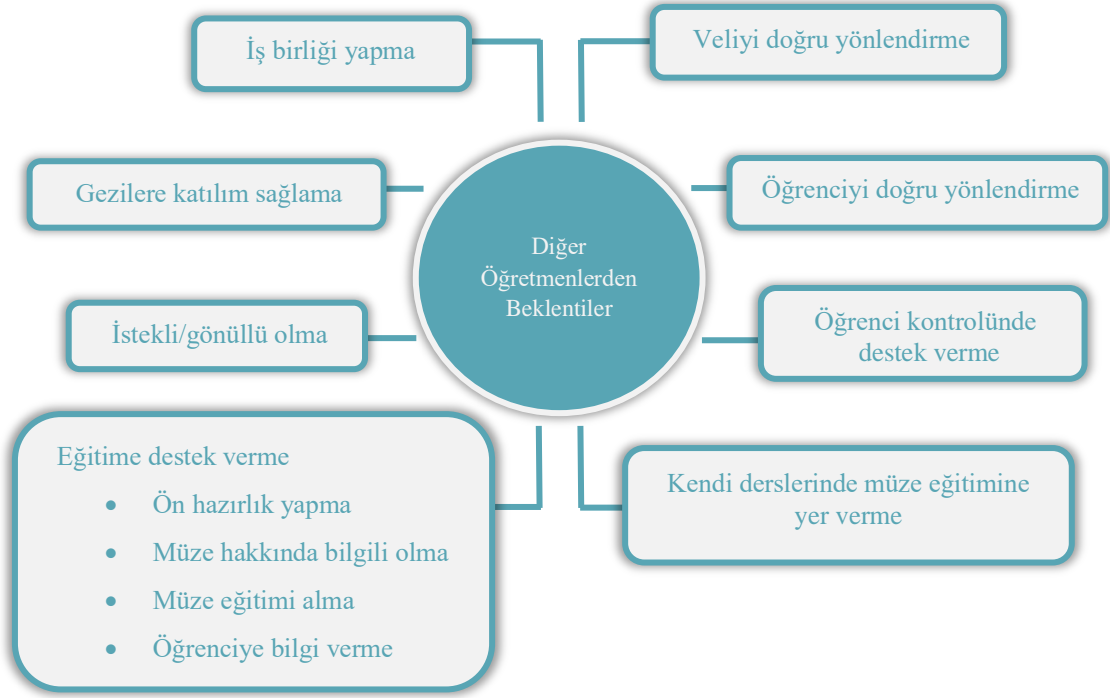 İş birliği yapma
Veliyi doğru yönlendirme
Gezilere katılım sağlama
Öğrenciyi doğru yönlendirme
Diğer
Öğretmenlerden
Beklentiler
İstekli/gönüllü olma
Öğrenci kontrolünde
destek verme
Eğitime destek verme
• Ön hazırlık yapma
• Müze hakkında bilgili olma
• Müze eğitimi alma
• Öğrenciye bilgi verme
Kendi derslerinde müze eğitimine
yer verme